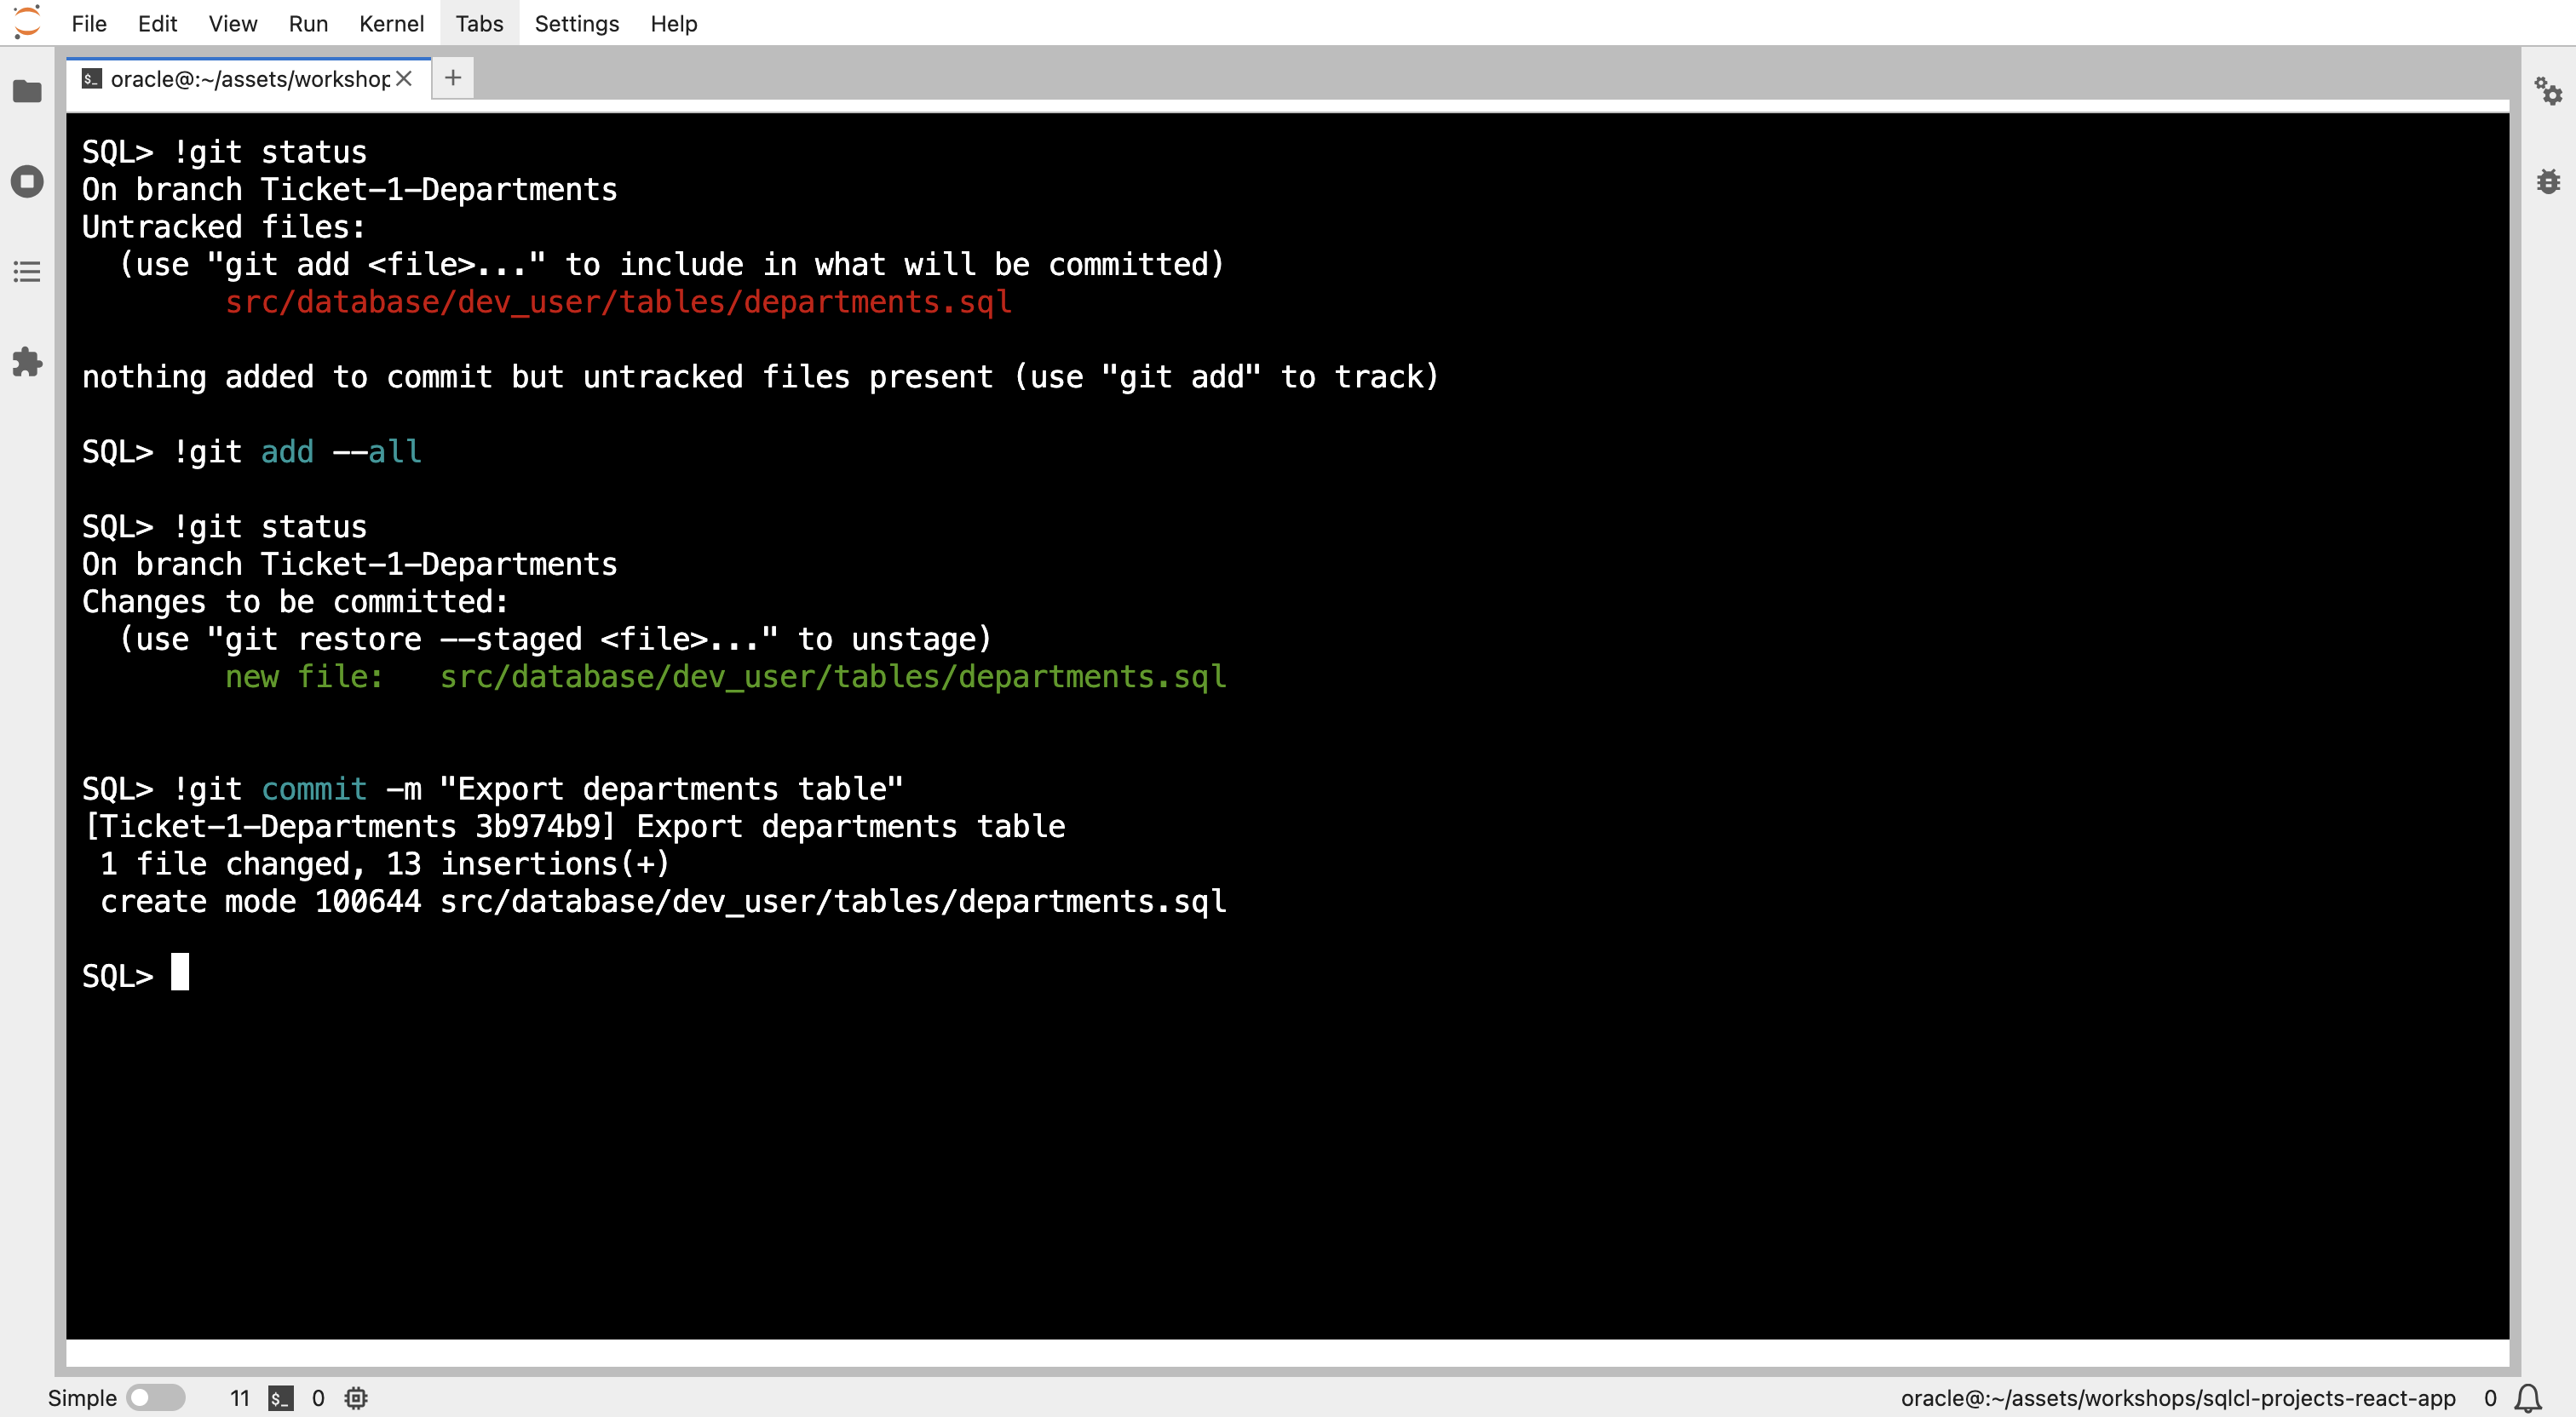 File Edit View Run Kernel Tabs Settings Help
$_ oracle@:~/assets/workshop
SQL> !git status
On branch Ticket-1-Departments
Untracked files:
  (use "git add <file>..." to include in what will be committed)
        src/database/dev_user/tables/departments.sql
nothing added to commit but untracked files present (use "git add" to track)
SQL> !git add --all
SQL> !git status
On branch Ticket-1-Departments
Changes to be committed:
  (use "git restore --staged <file>..." to unstage)
        new file:   src/database/dev_user/tables/departments.sql
SQL> !git commit -m "Export departments table"
[Ticket-1-Departments 3b974b9] Export departments table
 1 file changed, 13 insertions(+)
 create mode 100644 src/database/dev_user/tables/departments.sql
SQL>
Simple 11 $_ 0 oracle@:~/assets/workshops/sqlcl-projects-react-app 0